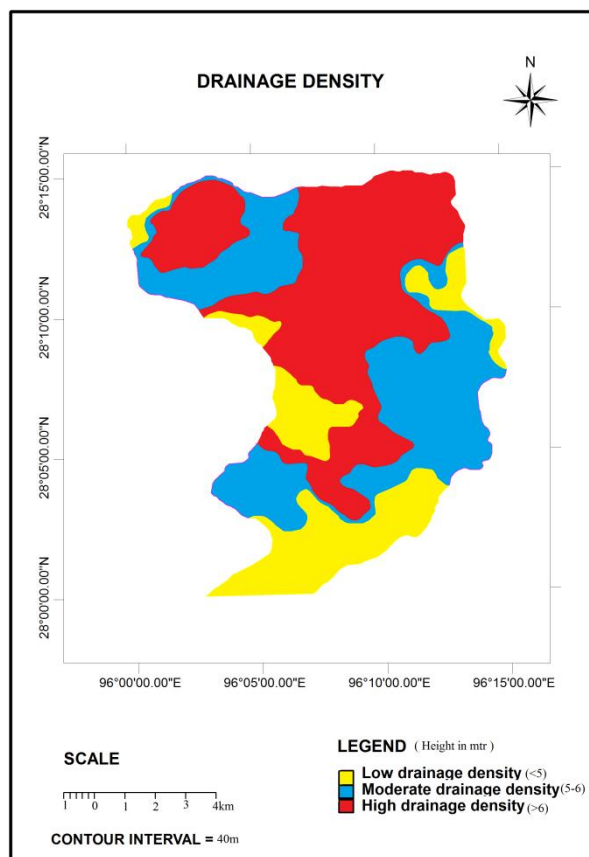 DRAINAGE DENSITY
N
28°15'00.00"N
28°10'00.00"N
28°05'00.00"N
28°00'00.00"N
96°00'00.00"E 96°05'00.00"E 96°10'00.00"E 96°15'00.00"E
SCALE
1 0 1 2 4km
CONTOUR INTERVAL = 40m
LEGEND ( Height in mtr )
Low drainage density (<5)
Moderate drainage density (5-6)
High drainage density (>6)